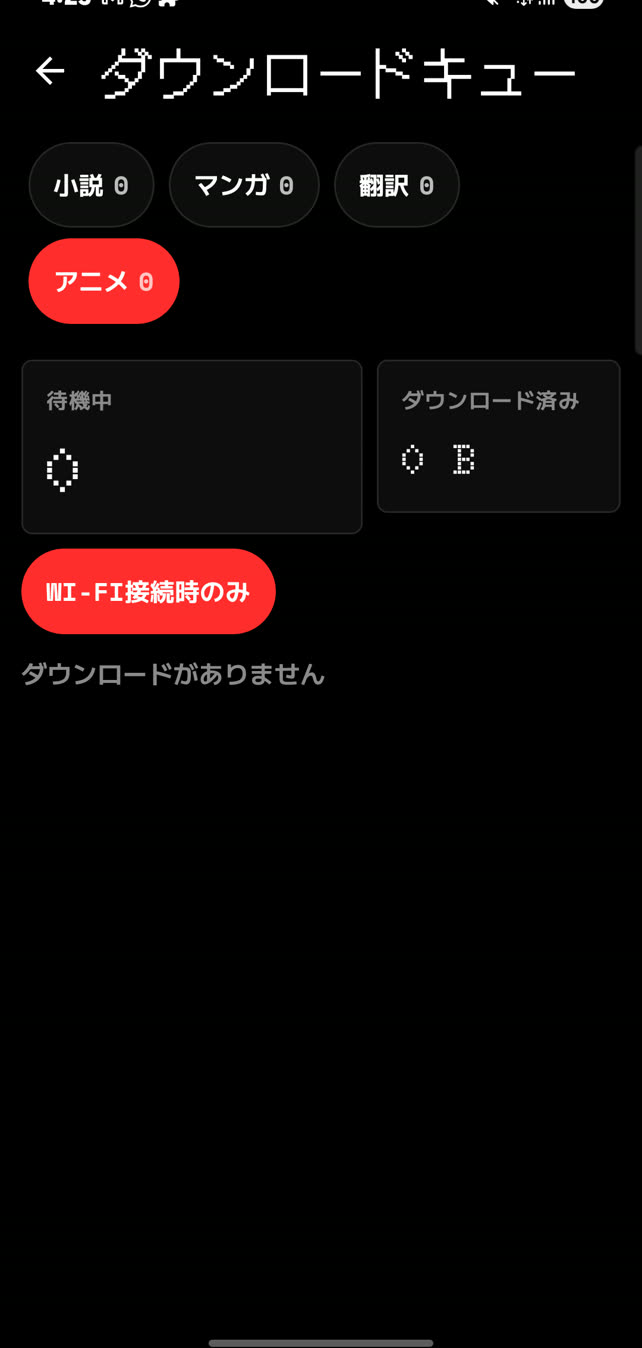 ダウンロードキュー
小説 0
マンガ 0
翻訳 0
アニメ 0
待機中
0
ダウンロード済み
0 B
WI-FI接続時のみ
ダウンロードがありません